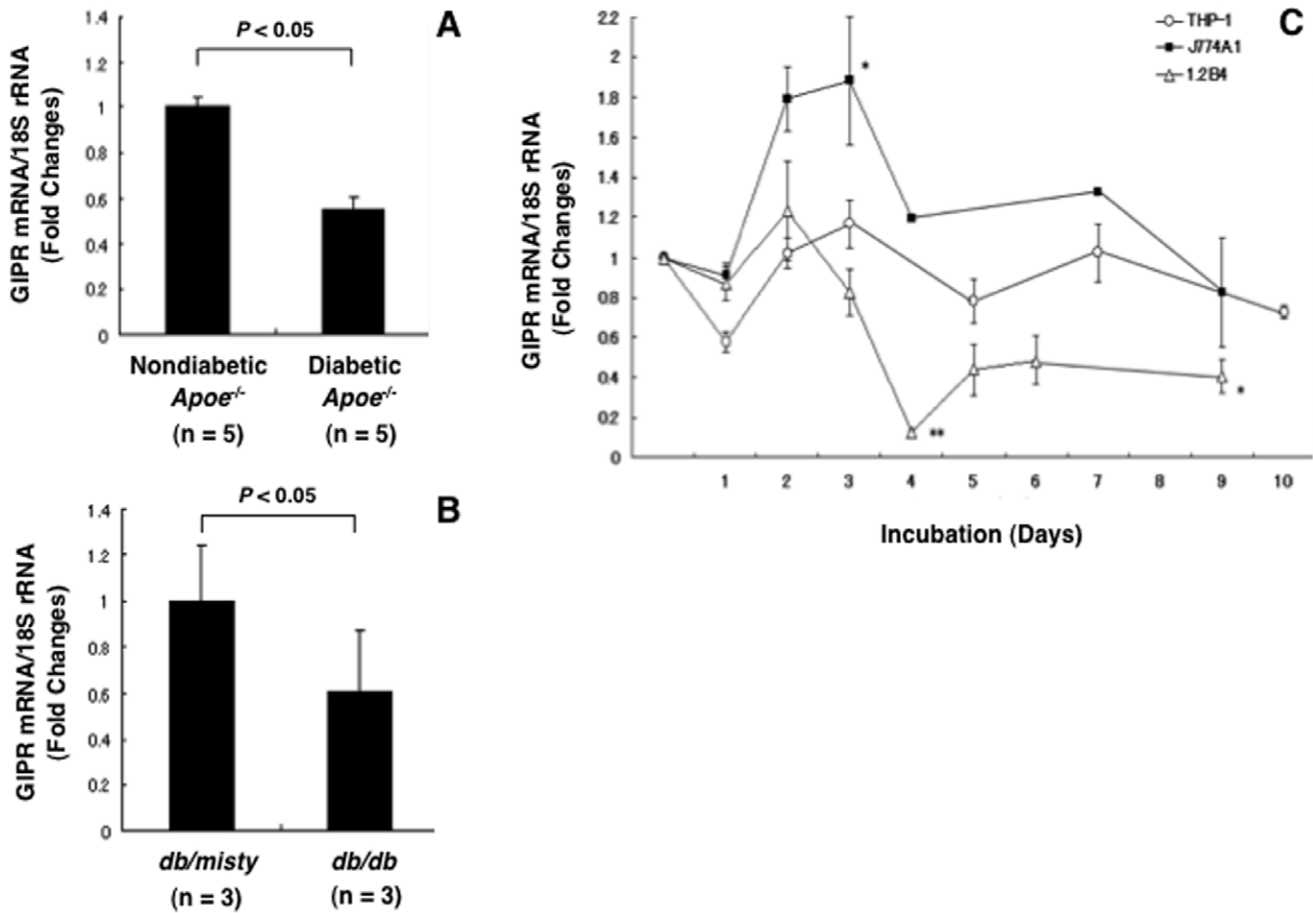 A
GIPR mRNA/18S rRNA
(Fold Changes)
1.4
1.2
1
0.8
0.6
0.4
0.2
0
P < 0.05
Nondiabetic Diabetic
Apoe-/- Apoe-/-
(n = 5) (n = 5)
B
GIPR mRNA/18S rRNA
(Fold Changes)
1.4
1.2
1
0.8
0.6
0.4
0.2
0
P < 0.05
db/misty db/db
(n = 3) (n = 3)
C
GIPR mRNA/18S rRNA
(Fold Changes)
2.2
2
1.8
1.6
1.4
1.2
1
0.8
0.6
0.4
0.2
0
THP-1
J774A1
1.2B4
*
**
*
1 2 3 4 5 6 7 8 9 10
Incubation (Days)